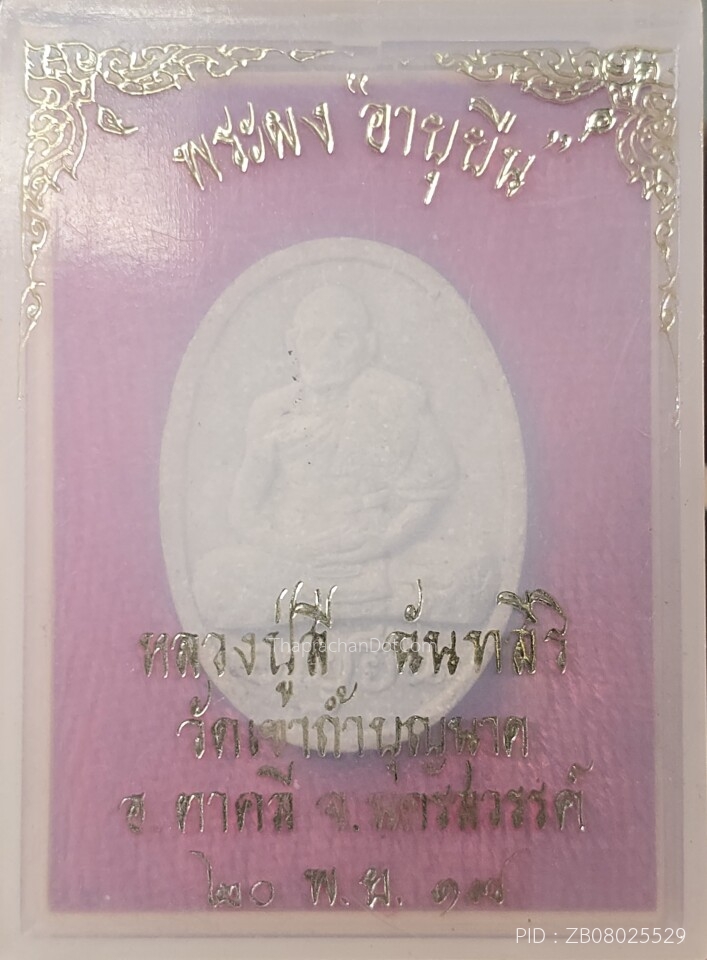 พระผง "อายุยืน"
หลวงปู่สี ฉันทสิริ
ThaprachanDotCom
วัดเขาถ้ำบุญนาค
อ.ตาคลี จ.นครสวรรค์
๒๐ พ.ย. ๑๗
PID : ZB08025529